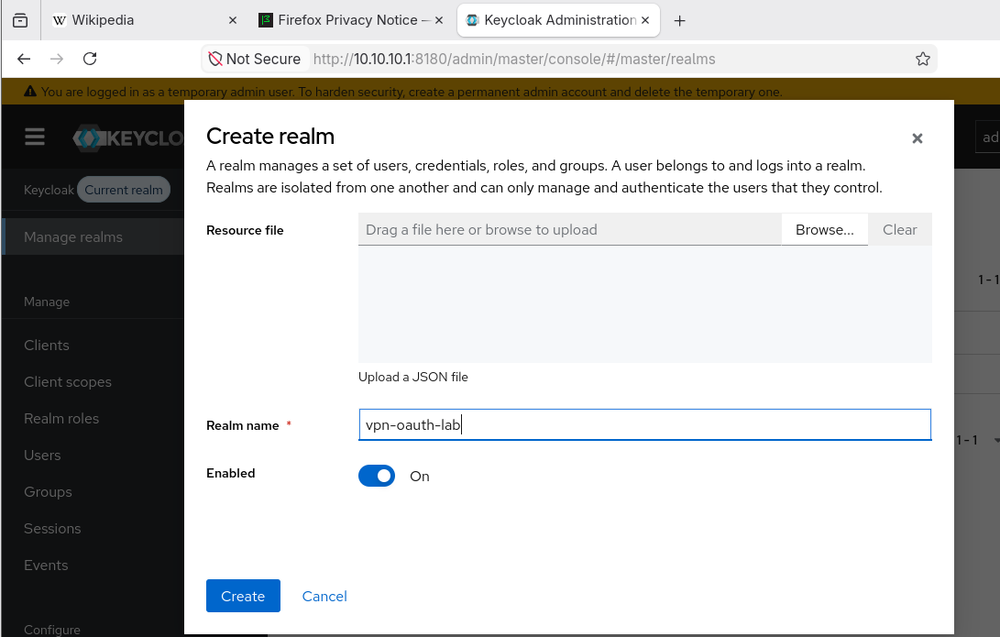 Wikipedia
Firefox Privacy Notice —
Keycloak Administration
Not Secure http://10.10.10.1:8180/admin/master/console/#/master/realms
You are logged in as a temporary admin user. To harden security, create a permanent admin account and delete the temporary one.
KEYCLO
ad
Keycloak Current realm
Manage realms
Manage
Clients
Client scopes
Realm roles
Users
Groups
Sessions
Events
Configure
Create realm
A realm manages a set of users, credentials, roles, and groups. A user belongs to and logs into a realm.
Realms are isolated from one another and can only manage and authenticate the users that they control.
Resource file Drag a file here or browse to upload Browse... Clear
Upload a JSON file
Realm name * vpn-oauth-lab
Enabled On
Create Cancel
1 - 1
1 - 1